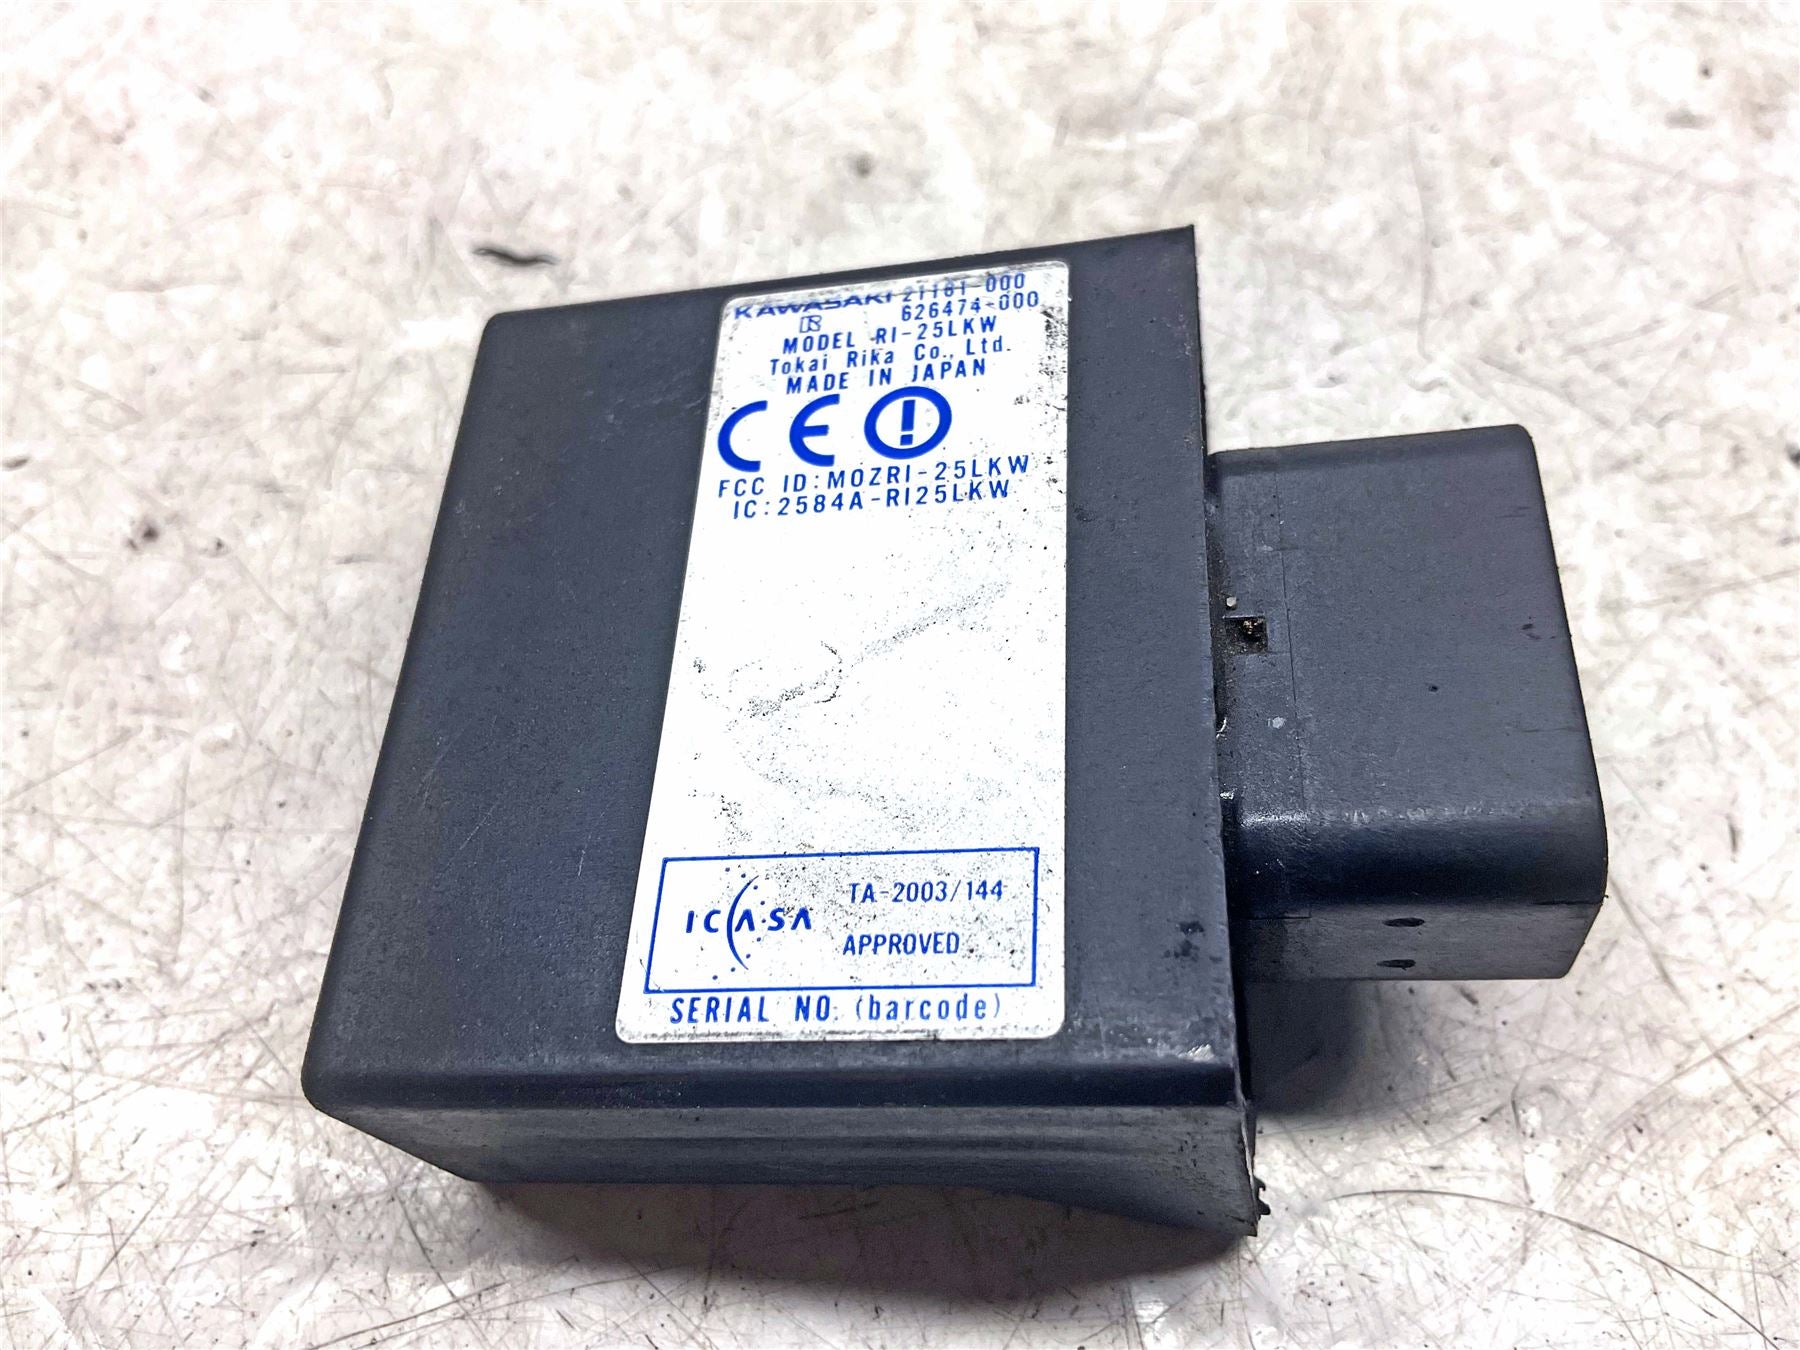 KAWASAKI 21181-000
R 626474-000
MODEL RI-25LKW
Tokai Rika Co., Ltd.
MADE IN JAPAN
CE
FCC ID:MOZRI-25LKW
IC:2584A-RI25LKW
ICASA TA-2003/144
APPROVED
SERIAL NO. (barcode)